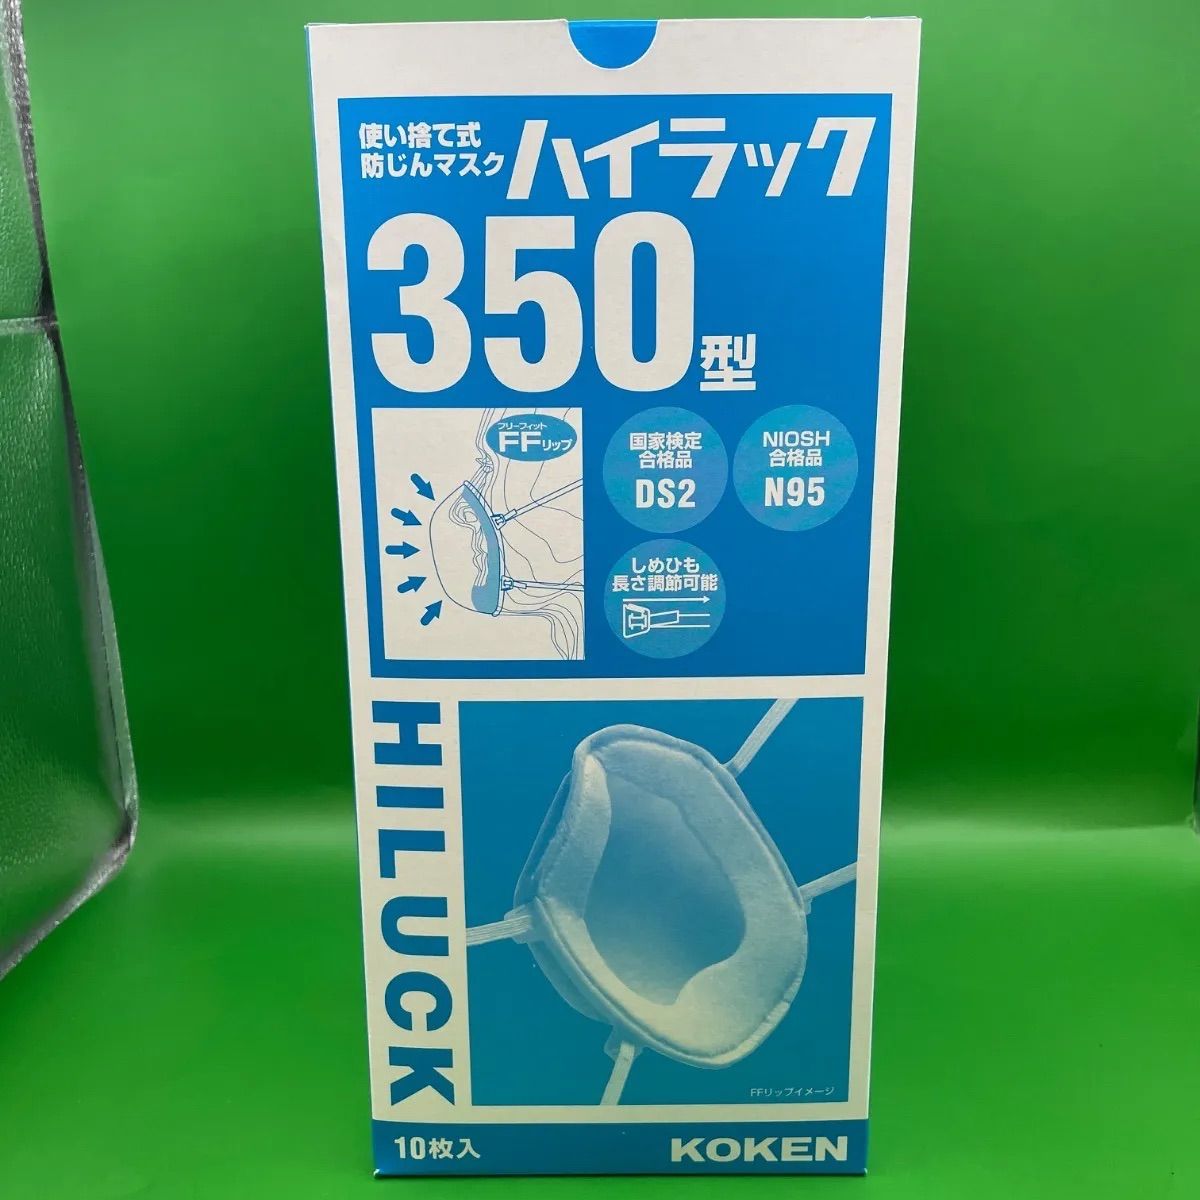 使い捨て式
防じんマスク
ハイラック
350型
フリーフィット
FFリップ
国家検定
合格品
DS2
NIOSH
合格品
N95
しめひも
長さ調節可能
HILUCK
FFリップイメージ
10枚入
KOKEN